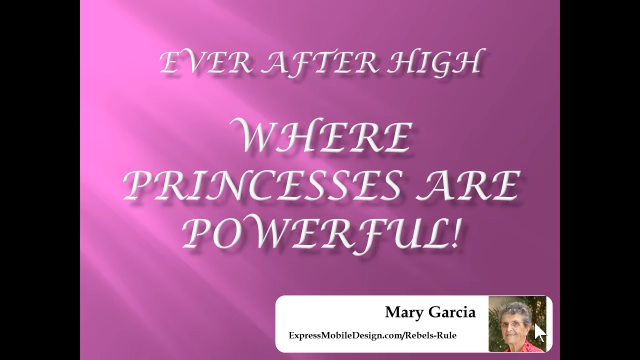 EVER AFTER HIGH
WHERE
PRINCESSES ARE
POWERFUL!
Mary Garcia
ExpressMobileDesign.com/Rebels-Rule